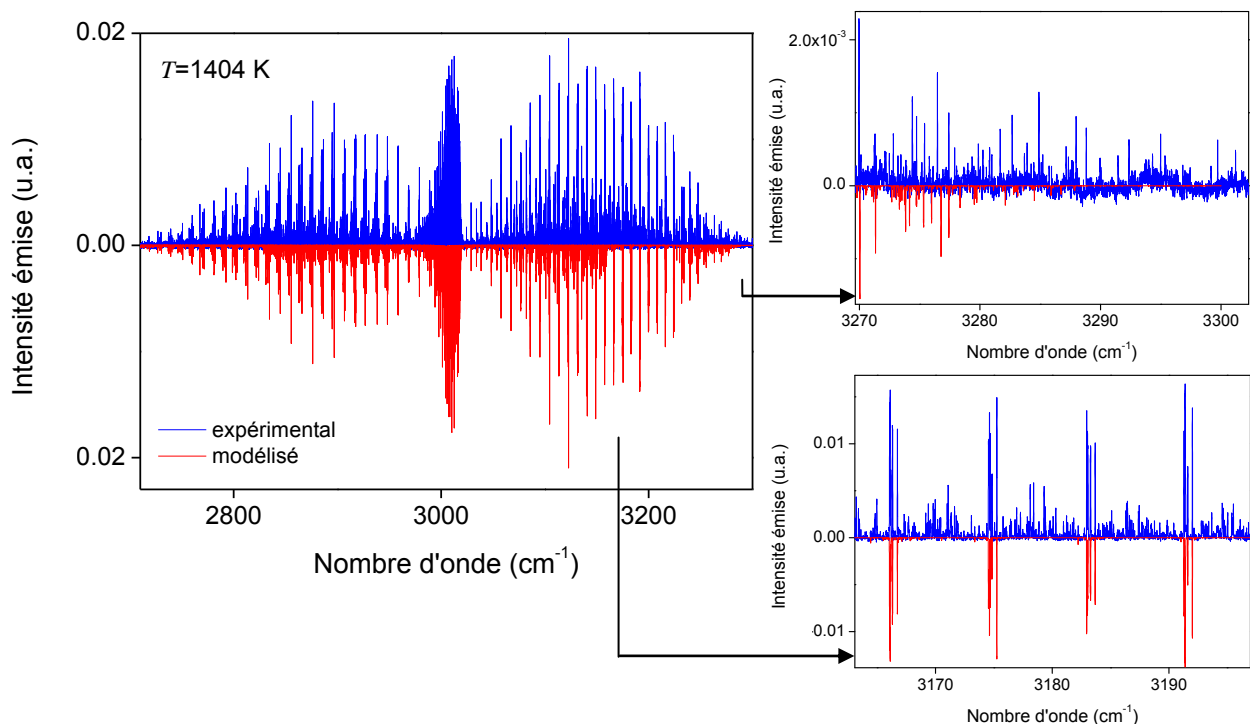 T=1404 K
Intensité émise (u.a.)
0.02
0.00
0.02
expérimental
modélisé
2800
3000
3200
Nombre d'onde (cm-1)
Intensité émise (u.a.)
2.0x10-3
0.0
3270
3280
3290
3300
Nombre d'onde (cm-1)
Intensité émise (u.a.)
0.01
0.00
0.01
3170
3180
3190
Nombre d'onde (cm-1)